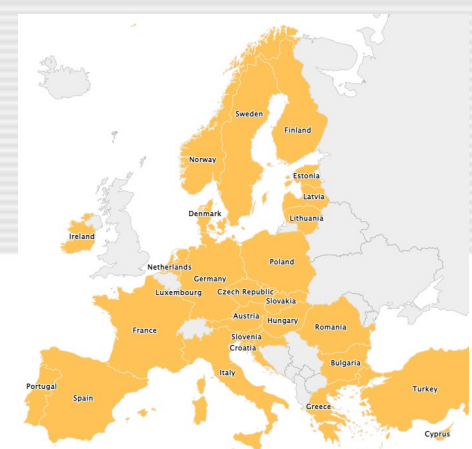 Sweden
Finland
Norway
Estonia
Latvia
Denmark
Lithuania
Ireland
Netherlands
Poland
Germany
Luxembourg
Czech Republic
Slovakia
Austria
Hungary
France
Romania
Slovenia
Croatia
Bulgaria
Italy
Portugal
Turkey
Spain
Greece
Cyprus